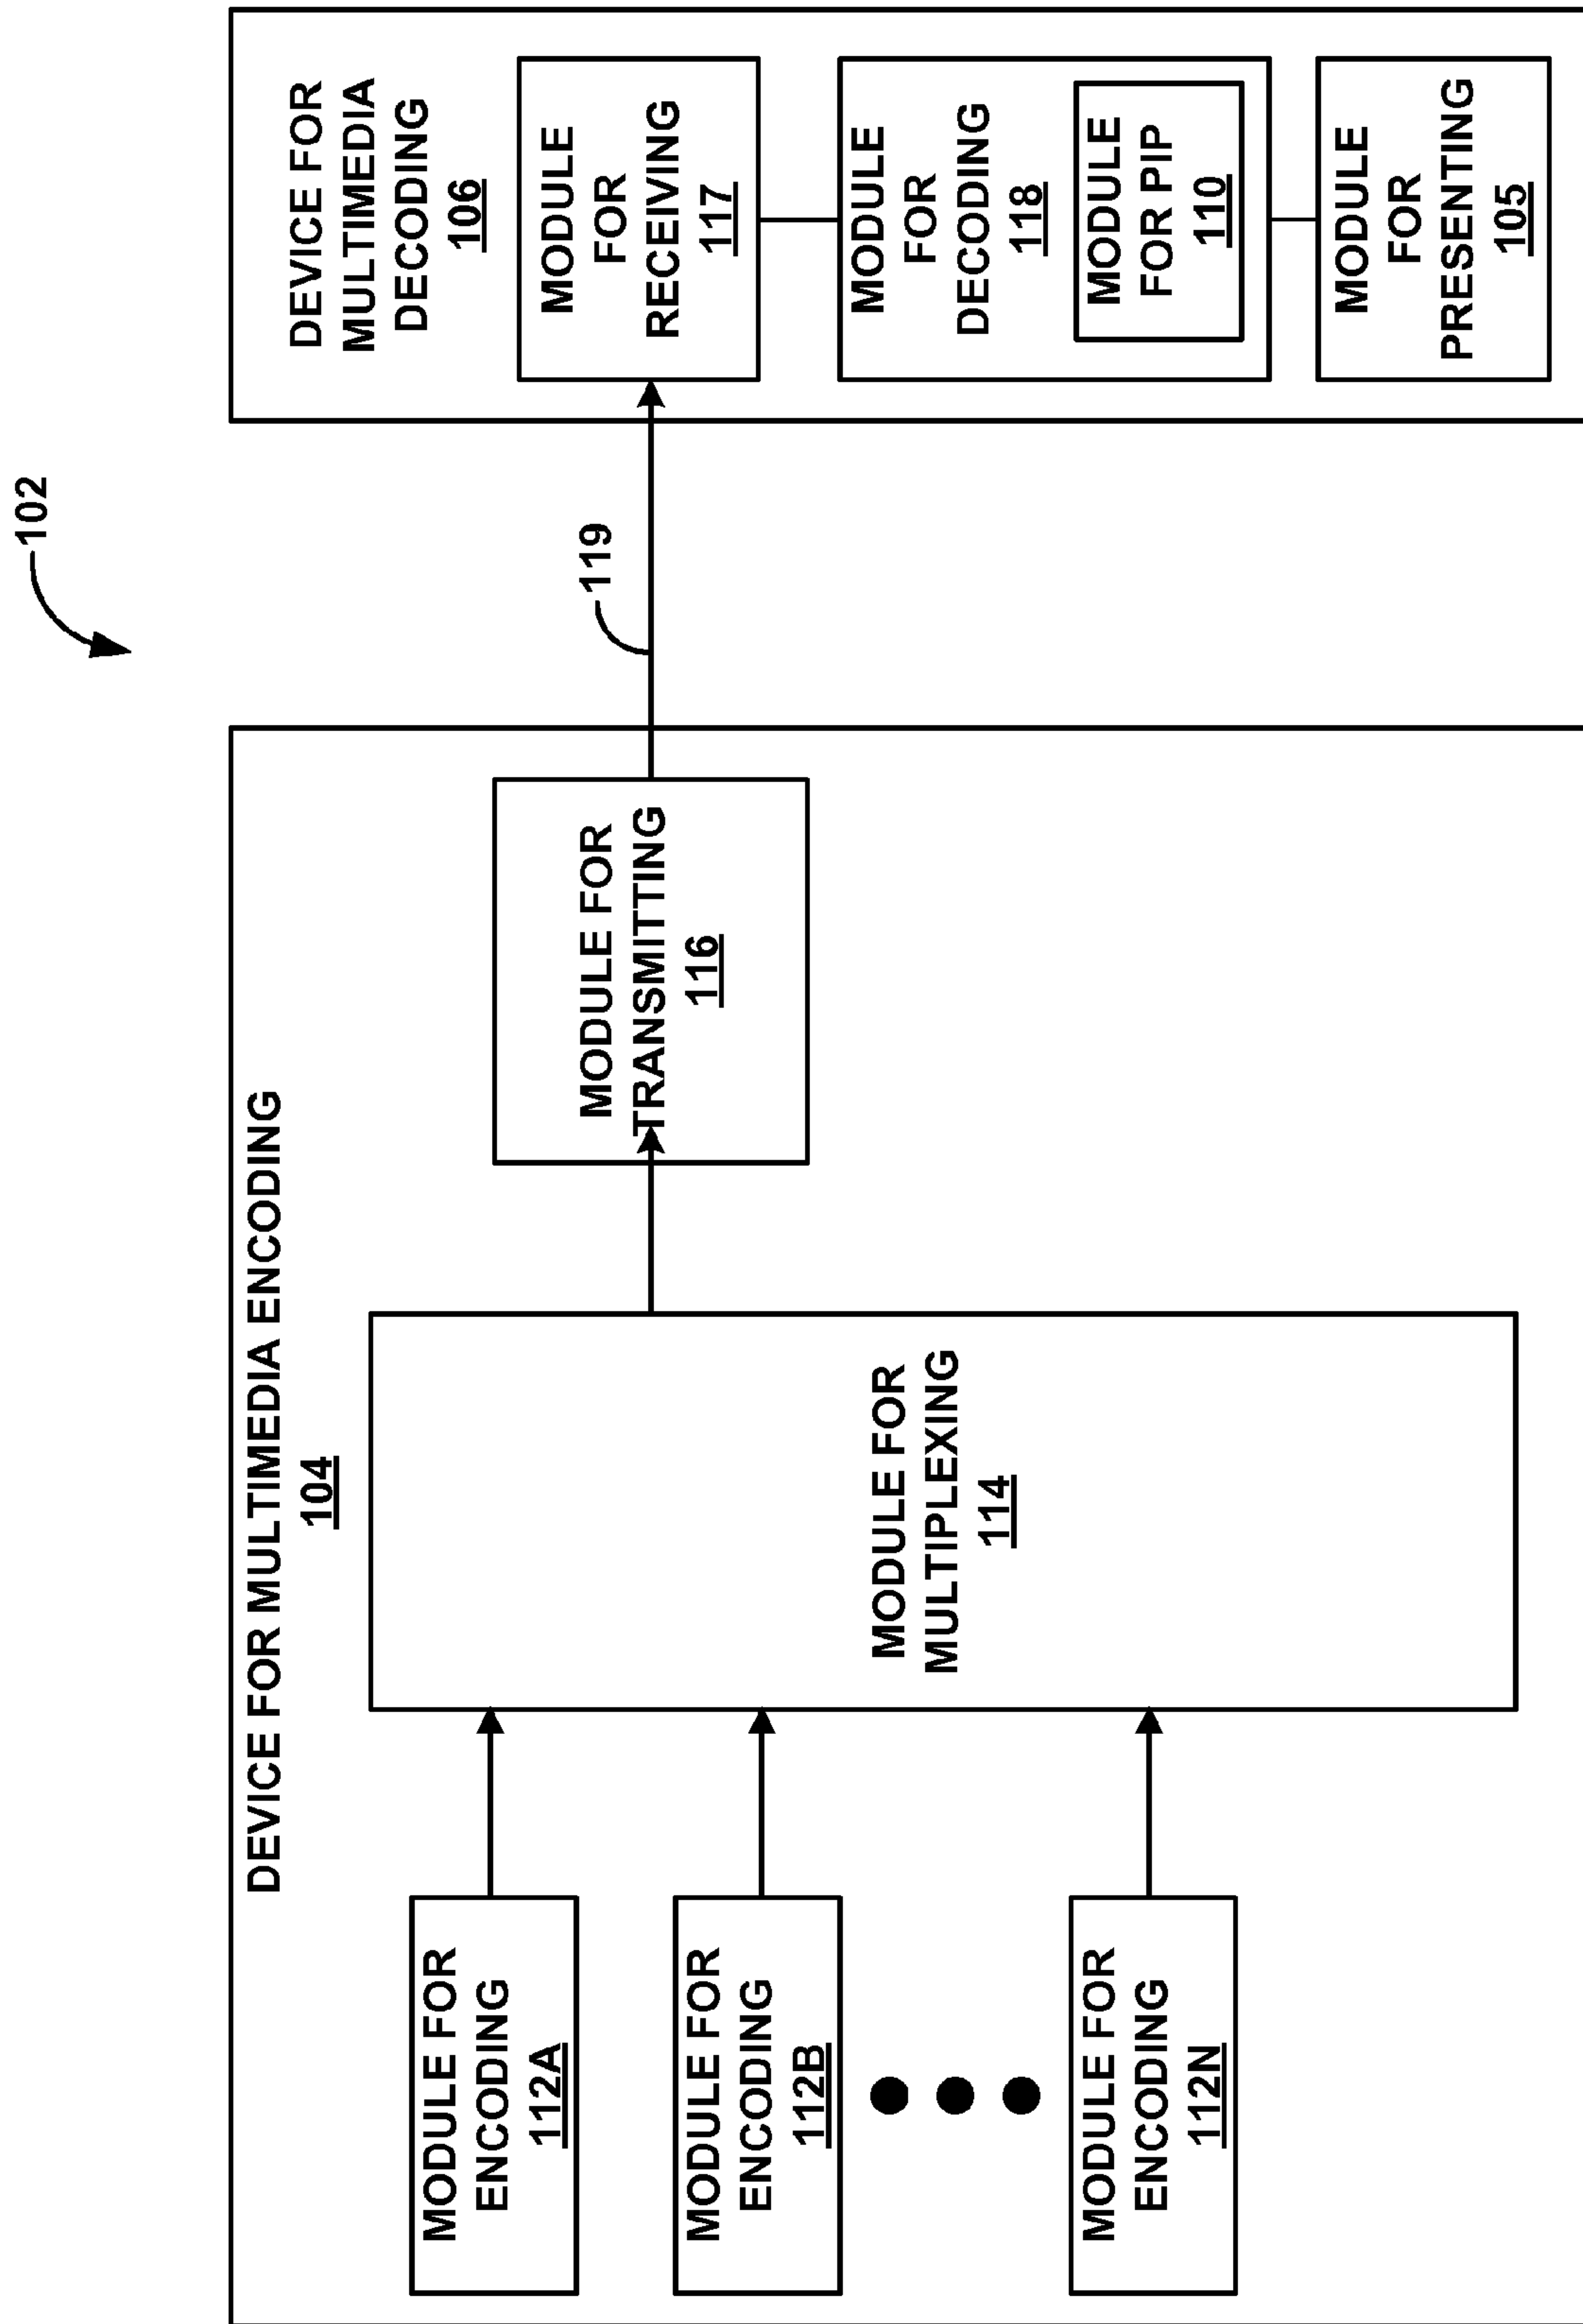 102
DEVICE FOR MULTIMEDIA ENCODING
104
MODULE FOR
ENCODING
112A
MODULE FOR
ENCODING
112B
MODULE FOR
ENCODING
112N
MODULE FOR
MULTIPLEXING
114
MODULE FOR
TRANSMITTING
116
119
DEVICE FOR
MULTIMEDIA
DECODING
106
MODULE
FOR
RECEIVING
117
MODULE
FOR
DECODING
118
MODULE
FOR PIP
110
MODULE
FOR
PRESENTING
105